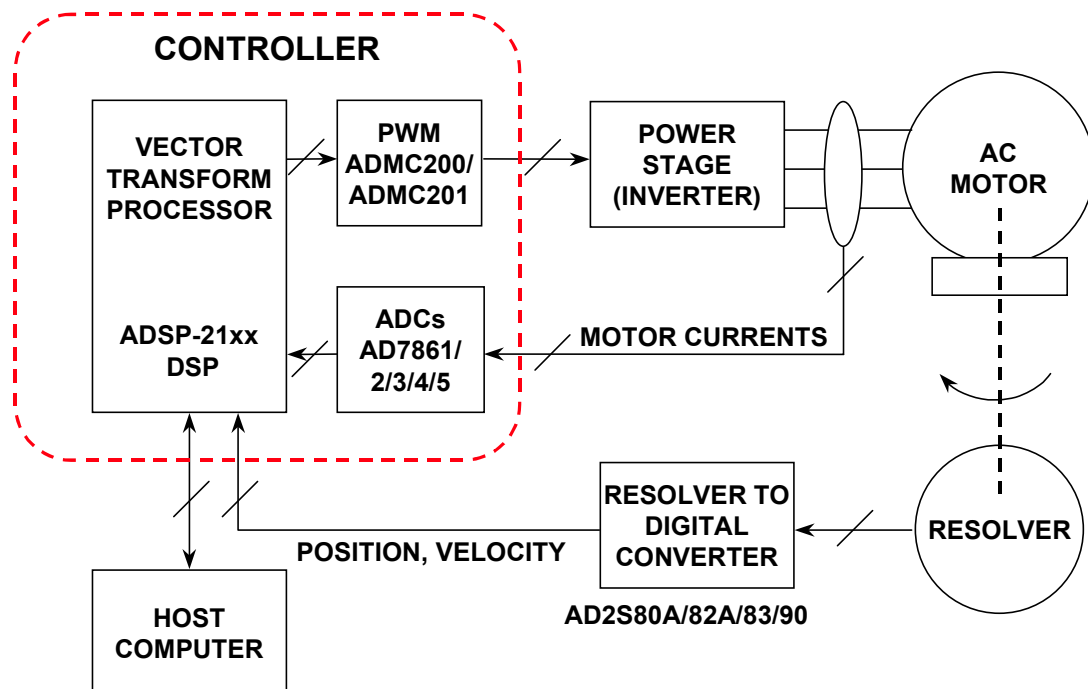 CONTROLLER
VECTOR
TRANSFORM
PROCESSOR
ADSP-21xx
DSP
PWM
ADMC200/
ADMC201
ADCs
AD7861/
2/3/4/5
POWER
STAGE
(INVERTER)
AC
MOTOR
MOTOR CURRENTS
RESOLVER TO
DIGITAL
CONVERTER
AD2S80A/82A/83/90
RESOLVER
POSITION, VELOCITY
HOST
COMPUTER